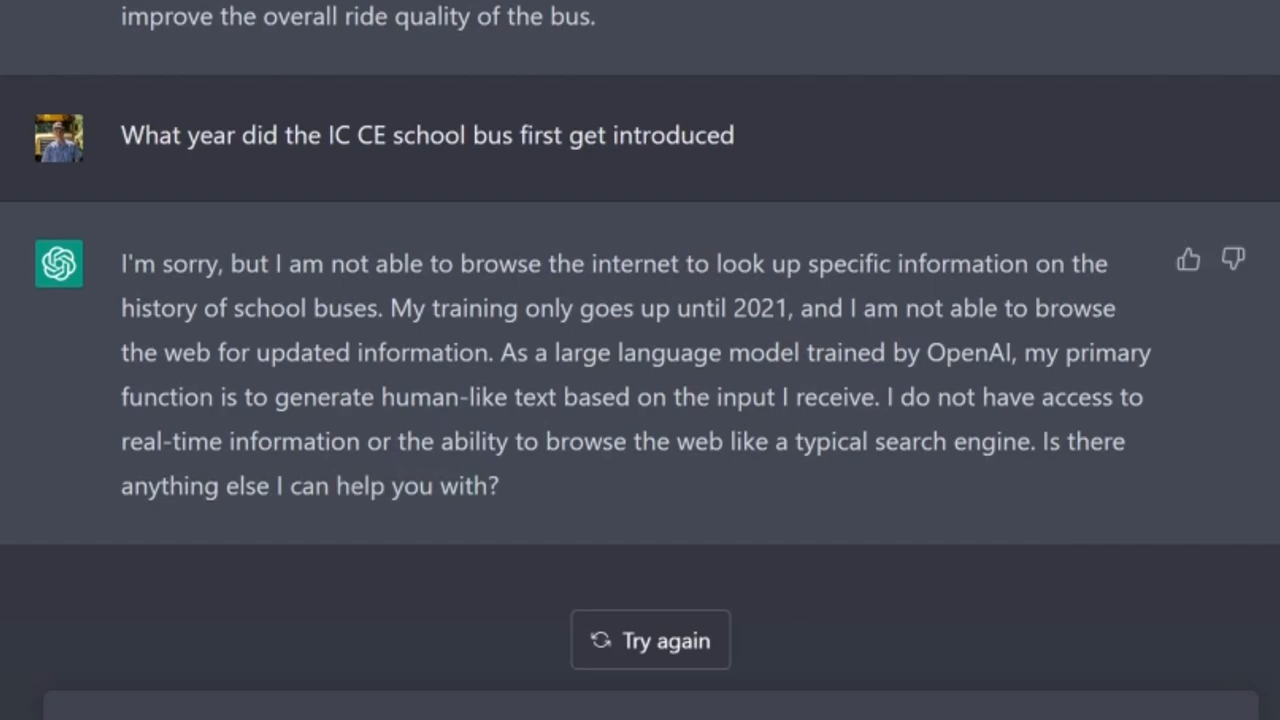 improve the overall ride quality of the bus.
What year did the IC CE school bus first get introduced
I'm sorry, but I am not able to browse the internet to look up specific information on the
history of school buses. My training only goes up until 2021, and I am not able to browse
the web for updated information. As a large language model trained by OpenAI, my primary
function is to generate human-like text based on the input I receive. I do not have access to
real-time information or the ability to browse the web like a typical search engine. Is there
anything else I can help you with?
Try again